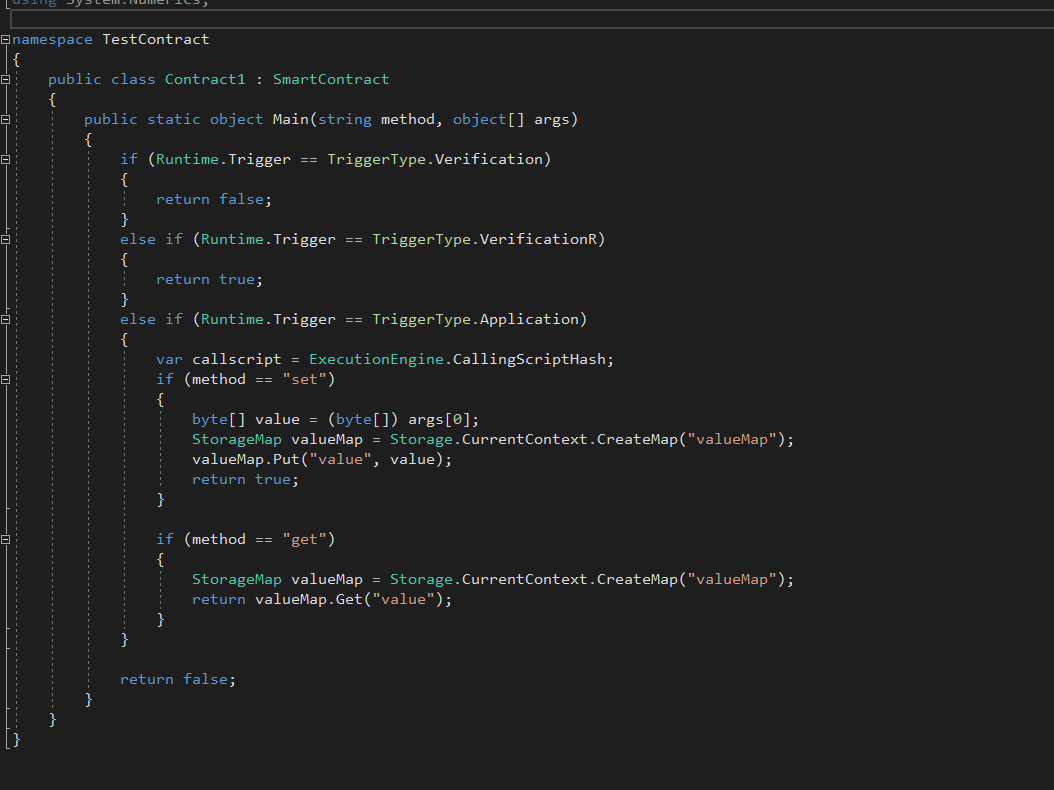 using System.Numerics;
namespace TestContract
{
    public class Contract1 : SmartContract
    {
        public static object Main(string method, object[] args)
        {
            if (Runtime.Trigger == TriggerType.Verification)
            {
                return false;
            }
            else if (Runtime.Trigger == TriggerType.VerificationR)
            {
                return true;
            }
            else if (Runtime.Trigger == TriggerType.Application)
            {
                var callscript = ExecutionEngine.CallingScriptHash;
                if (method == "set")
                {
                    byte[] value = (byte[]) args[0];
                    StorageMap valueMap = Storage.CurrentContext.CreateMap("valueMap");
                    valueMap.Put("value", value);
                    return true;
                }

                if (method == "get")
                {
                    StorageMap valueMap = Storage.CurrentContext.CreateMap("valueMap");
                    return valueMap.Get("value");
                }
            }

            return false;
        }
    }
}